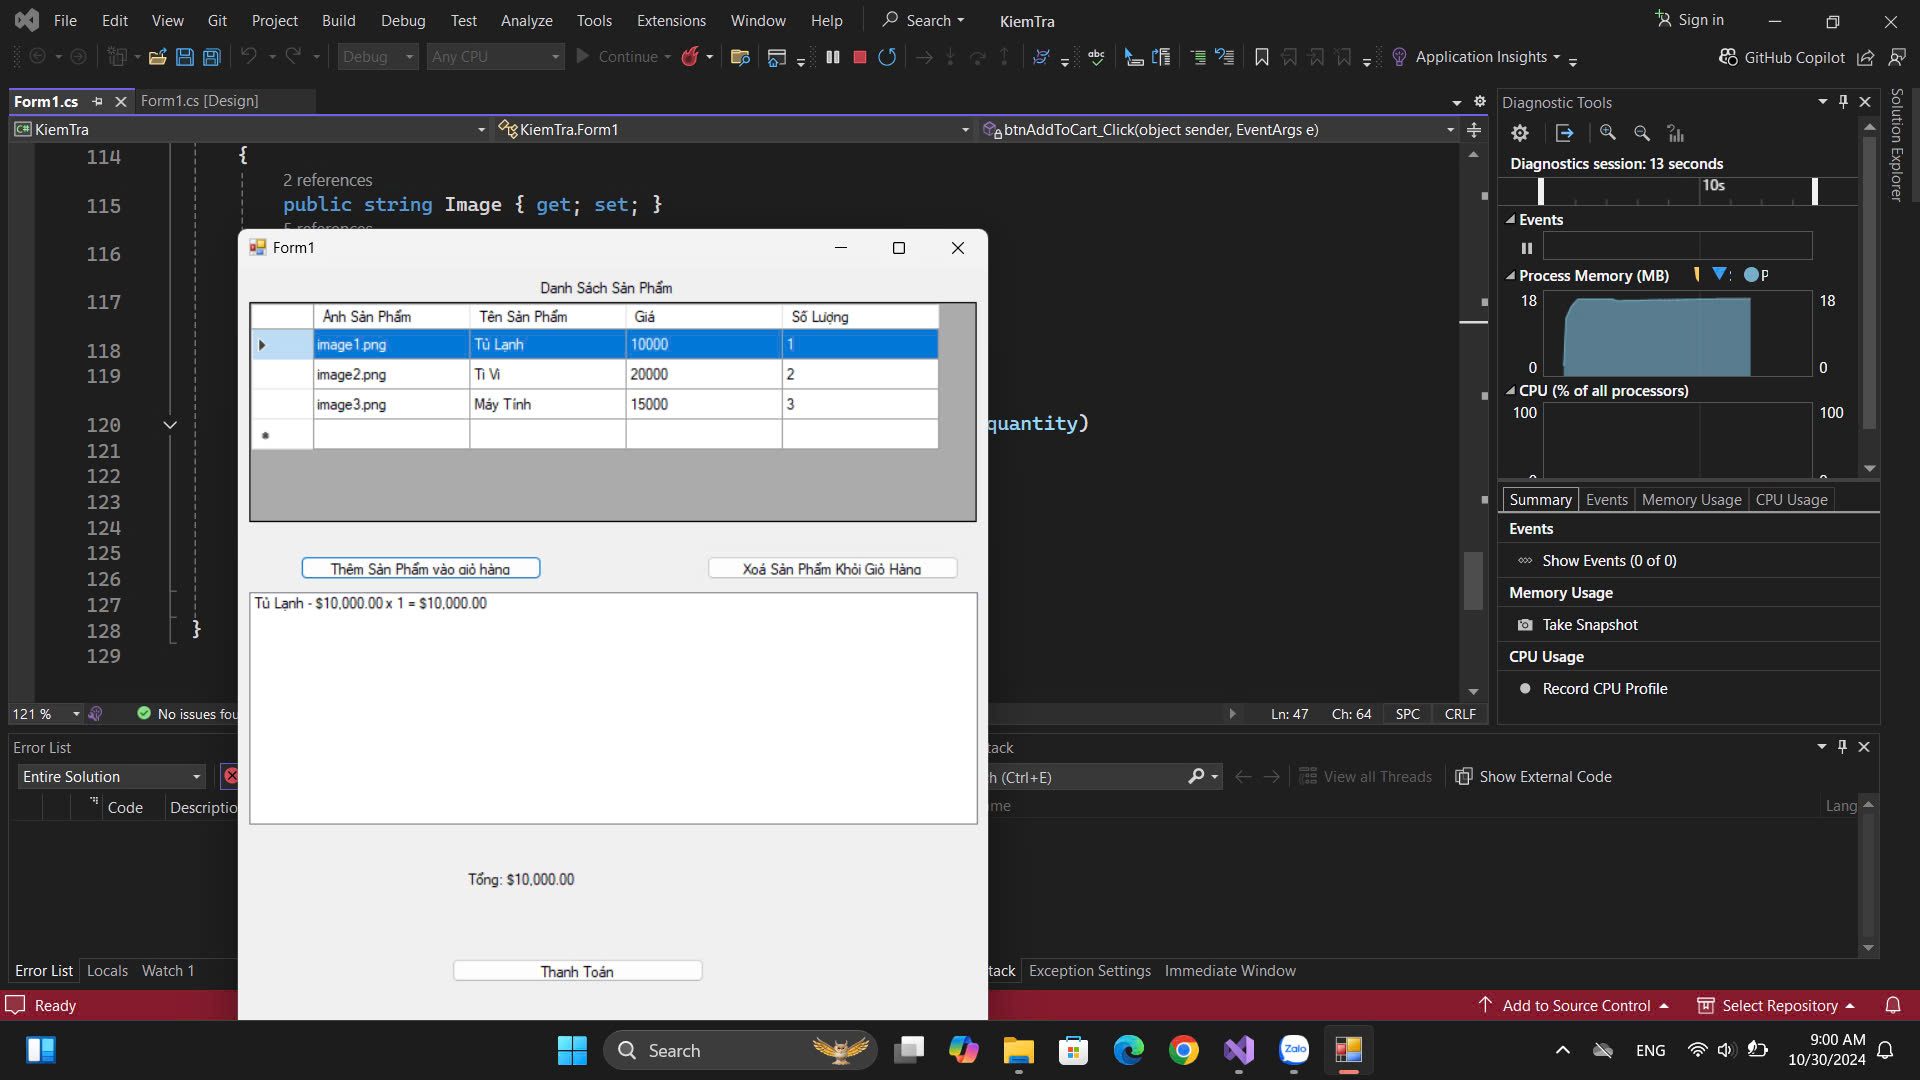 File Edit View Git Project Build Debug Test Analyze Tools Extensions Window Help Search KiemTra Sign in
Debug Any CPU Continue Application Insights GitHub Copilot
Form1.cs Form1.cs [Design]
KiemTra KiemTra.Form1 btnAddToCart_Click(object sender, EventArgs e)
114 {
2 references
115 public string Image { get; set; }
5 references
116
117
118
119
120 quantity)
121
122
123
124
125
126
127
128 }
129
121 % No issues fou Ln: 47 Ch: 64 SPC CRLF
Form1
Danh Sách Sản Phẩm
Ảnh Sản Phẩm Tên Sản Phẩm Giá Số Lượng
image1.png Tủ Lạnh 10000 1
image2.png Ti Vi 20000 2
image3.png Máy Tính 15000 3
Thêm Sản Phẩm vào giỏ hàng Xoá Sản Phẩm Khỏi Giỏ Hàng
Tủ Lạnh - $10,000.00 x 1 = $10,000.00
Tổng: $10,000.00
Thanh Toán
Diagnostic Tools
Diagnostics session: 13 seconds
10s
Events
Process Memory (MB) P
18 18
0 0
CPU (% of all processors)
100 100
Summary Events Memory Usage CPU Usage
Events
Show Events (0 of 0)
Memory Usage
Take Snapshot
CPU Usage
Record CPU Profile
Solution Explorer
Error List
Entire Solution
Code Descriptio
tack
h (Ctrl+E) View all Threads Show External Code
me Lang
Error List Locals Watch 1 tack Exception Settings Immediate Window
Ready Add to Source Control Select Repository
Search Zalo ENG 9:00 AM
10/30/2024